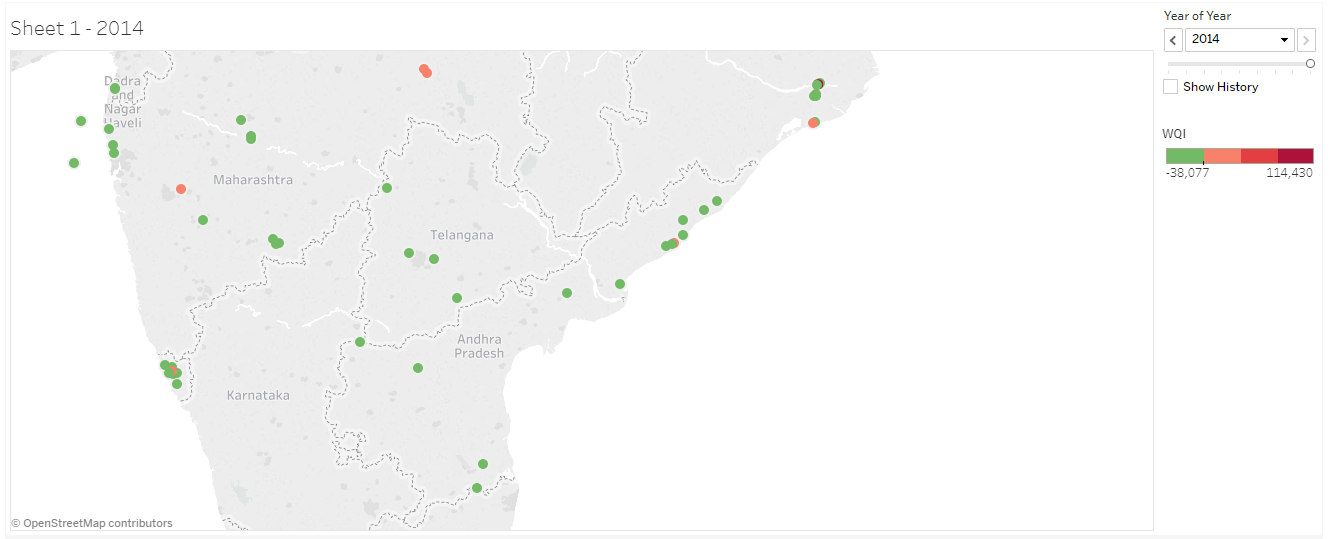 Sheet 1 - 2014
Dadra
and
Nagar
Haveli
Maharashtra
Telangana
Andhra
Pradesh
Karnataka
© OpenStreetMap contributors
Year of Year
2014
Show History
WQI
-38,077 114,430